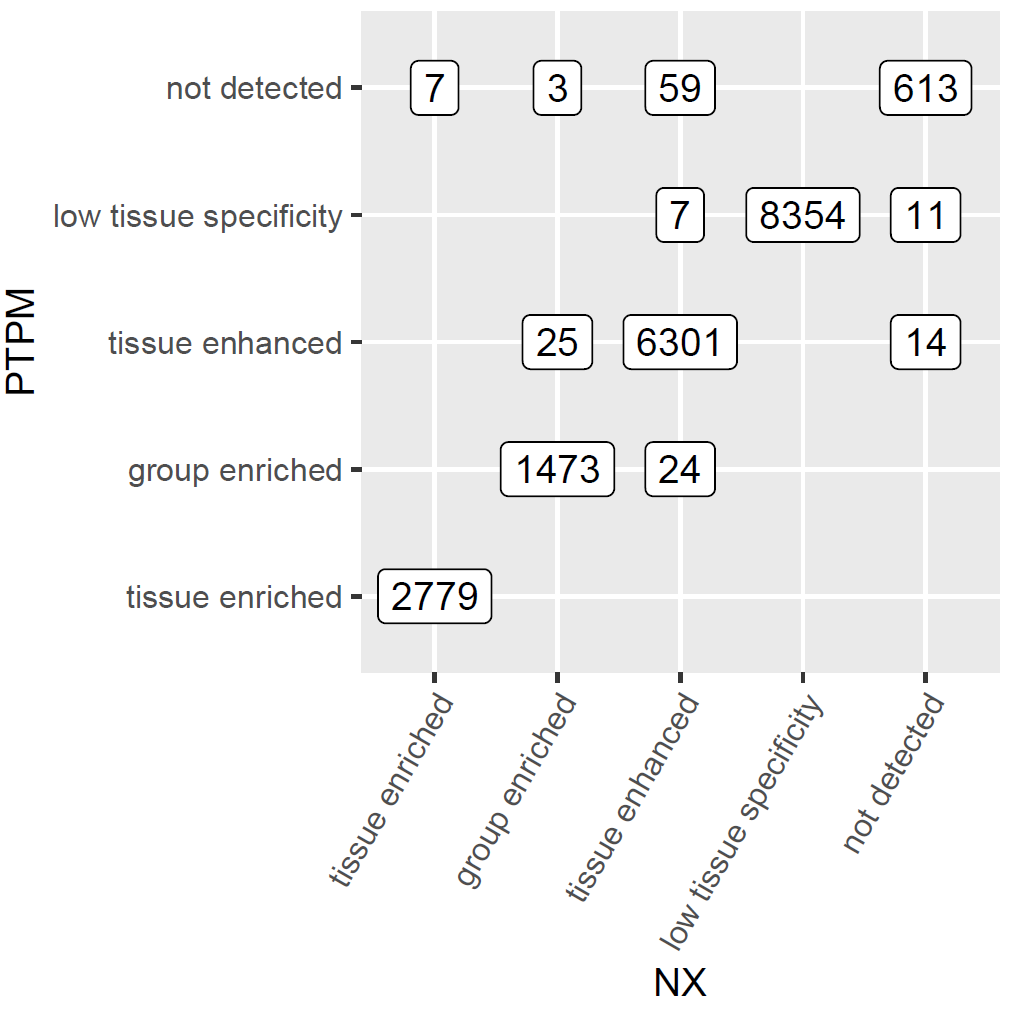 not detected
7
3
59
613
low tissue specificity
7
8354
11
PTPM
tissue enhanced
25
6301
14
group enriched
1473
24
tissue enriched
2779
tissue enriched
group enriched
tissue enhanced
low tissue specificity
not detected
NX